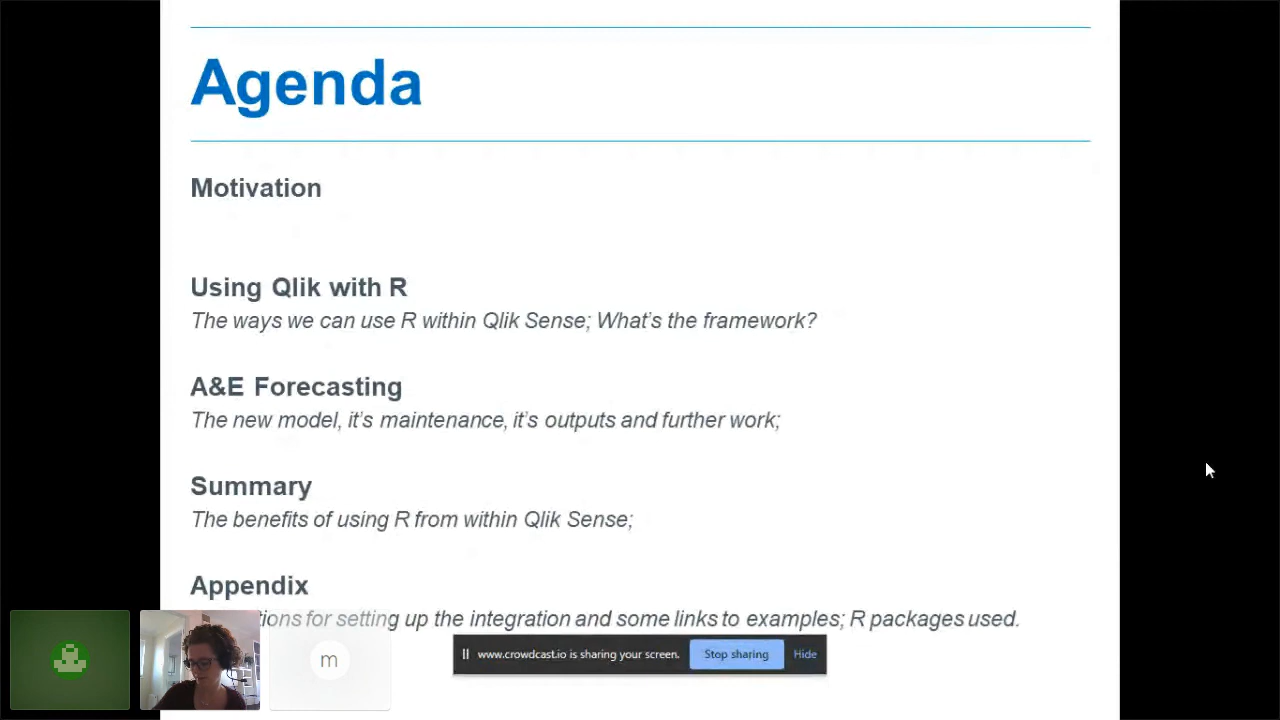 Agenda
Motivation
Using Qlik with R
The ways we can use R within Qlik Sense; What's the framework?
A&E Forecasting
The new model, it's maintenance, it's outputs and further work;
Summary
The benefits of using R from within Qlik Sense;
Appendix
for setting up the integration and some links to examples; R packages used.
www.crowdcast.io is sharing your screen.
Stop sharing
Hide
m